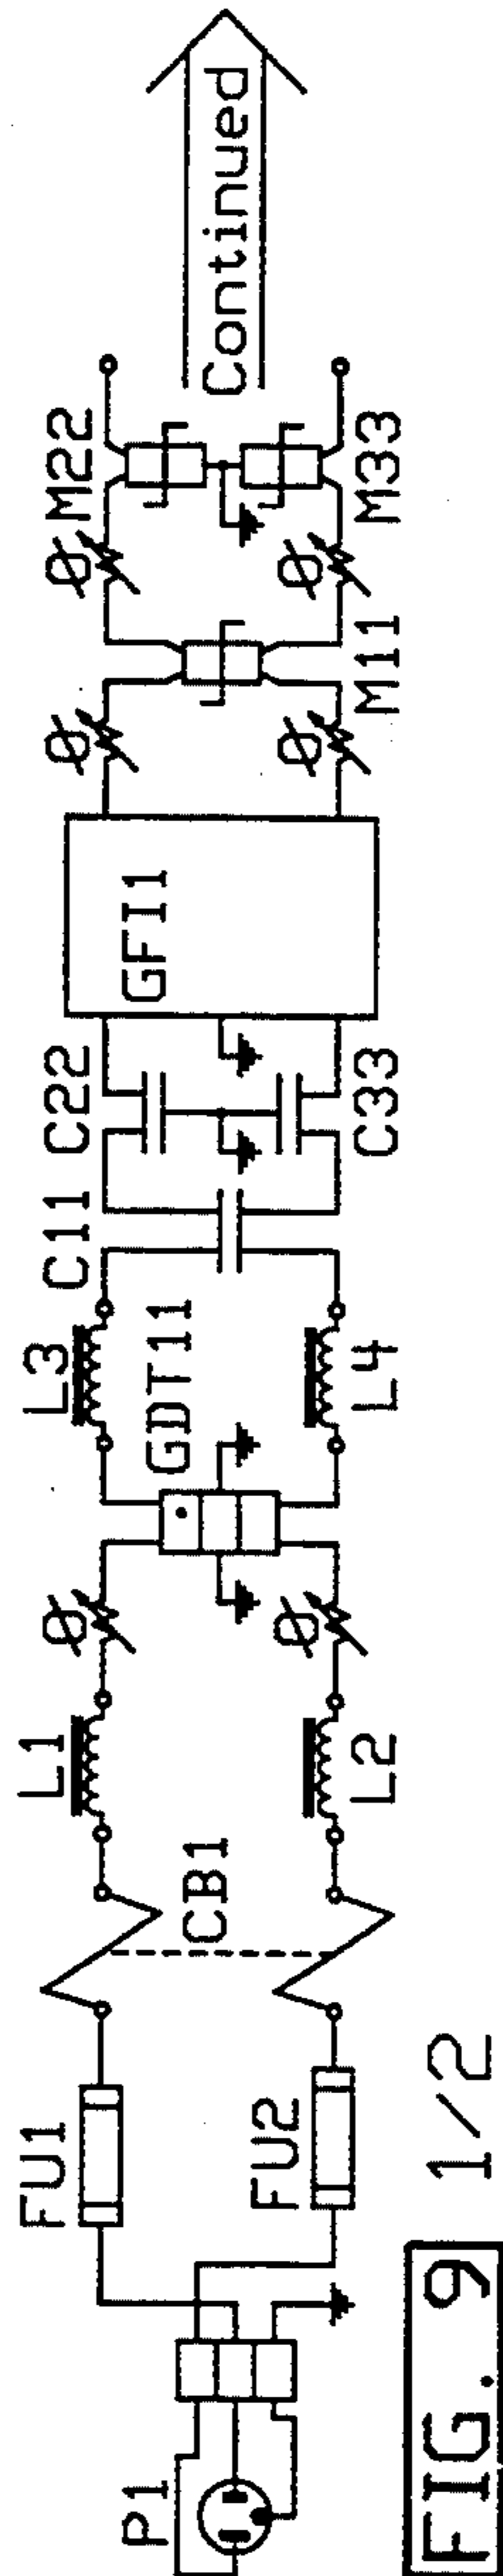 P1
FU1
FU2
CB1
L1
L2
Ø
Ø
GDT11
L3
L4
C11
C22
C33
GFI1
Ø
Ø
M11
Ø
Ø
M22
M33
Continued
FIG. 9 1/2